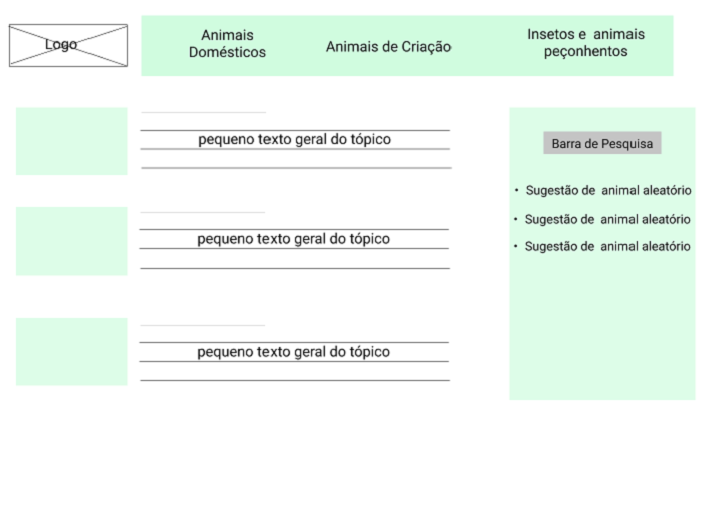 Logo
Animais
Domésticos
Animais de Criação
Insetos e animais
peçonhentos
pequeno texto geral do tópico
pequeno texto geral do tópico
pequeno texto geral do tópico
Barra de Pesquisa
• Sugestão de animal aleatório
• Sugestão de animal aleatório
• Sugestão de animal aleatório